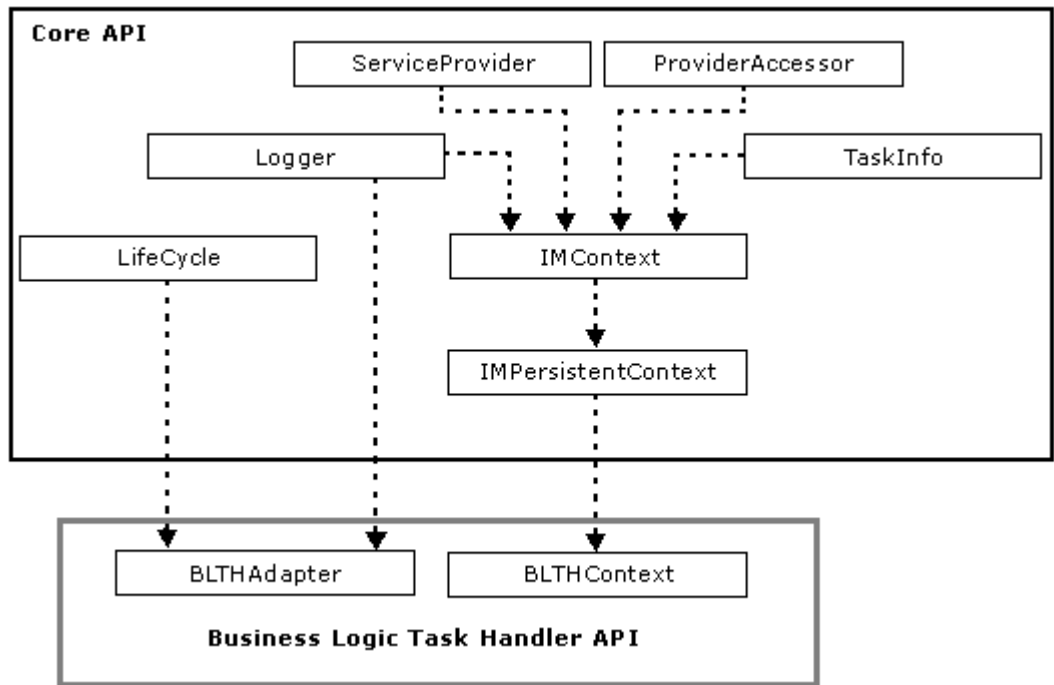 Core API
ServiceProvider
ProviderAccessor
Logger
TaskInfo
LifeCycle
IMContext
IMPersistentContext
BLTHAdapter
BLTHContext
Business Logic Task Handler API